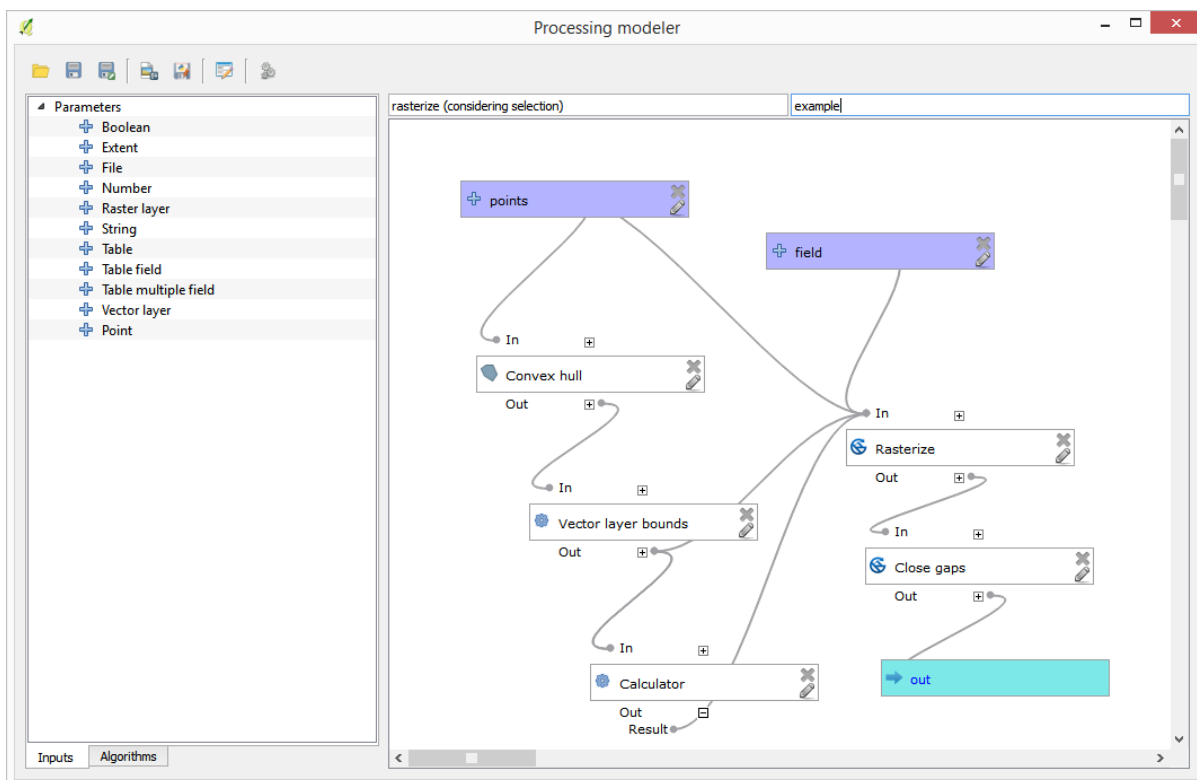 Processing modeler
rasterize (considering selection)
example
Parameters
Boolean
Extent
File
Number
Raster layer
String
Table
Table field
Table multiple field
Vector layer
Point
Inputs
Algorithms
points
field
In
Convex hull
Out
In
Vector layer bounds
Out
In
Calculator
Out
Result
In
Rasterize
Out
In
Close gaps
Out
out